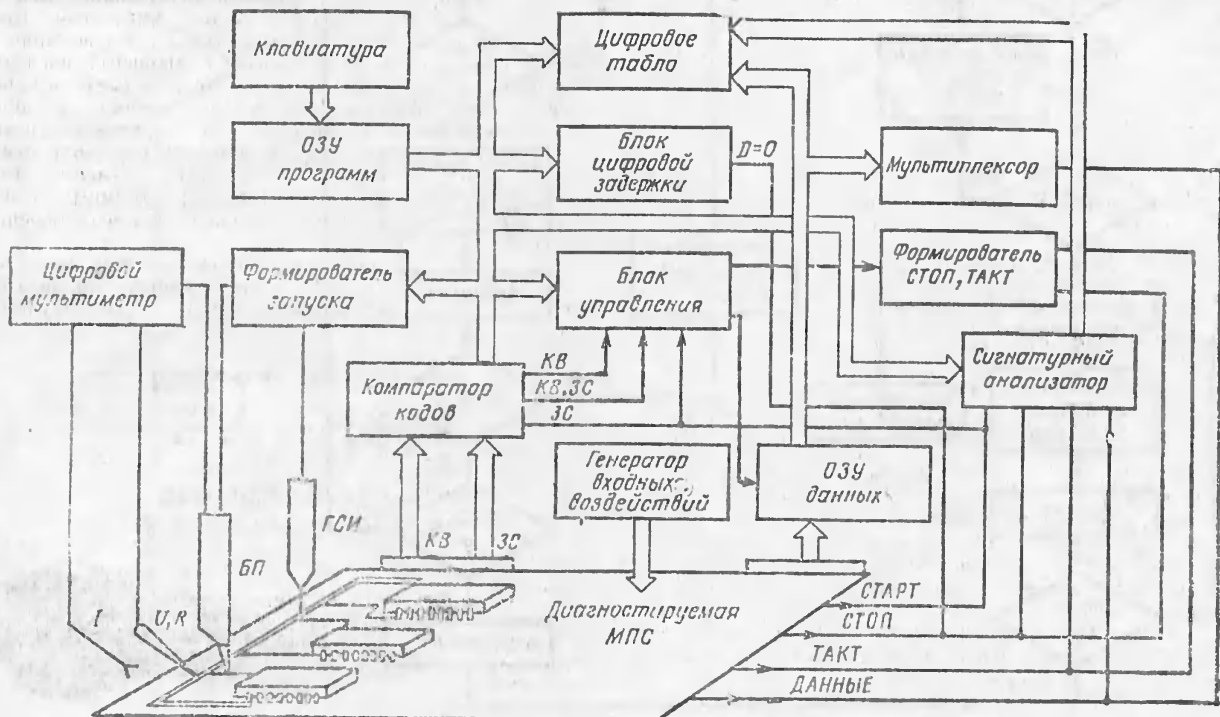 Клавиатура
Цифровое
табло
ОЗУ
программ
Блок
цифровой
задержки
D=0
Мультиплексор
Цифровой
мультиметр
Формирователь
запуска
Блок
управления
Формирователь
СТОП, ТАКТ
Компаратор
кодов
КВ
КВ,ЗС
ЗС
Сигнатурный
анализатор
Генератор
входных
воздействий
ОЗУ
данных
ГСИ
БП
КВ
ЗС
I
U,R
Диагностируемая
МПС
СТАРТ
СТОП
ТАКТ
ДАННЫЕ